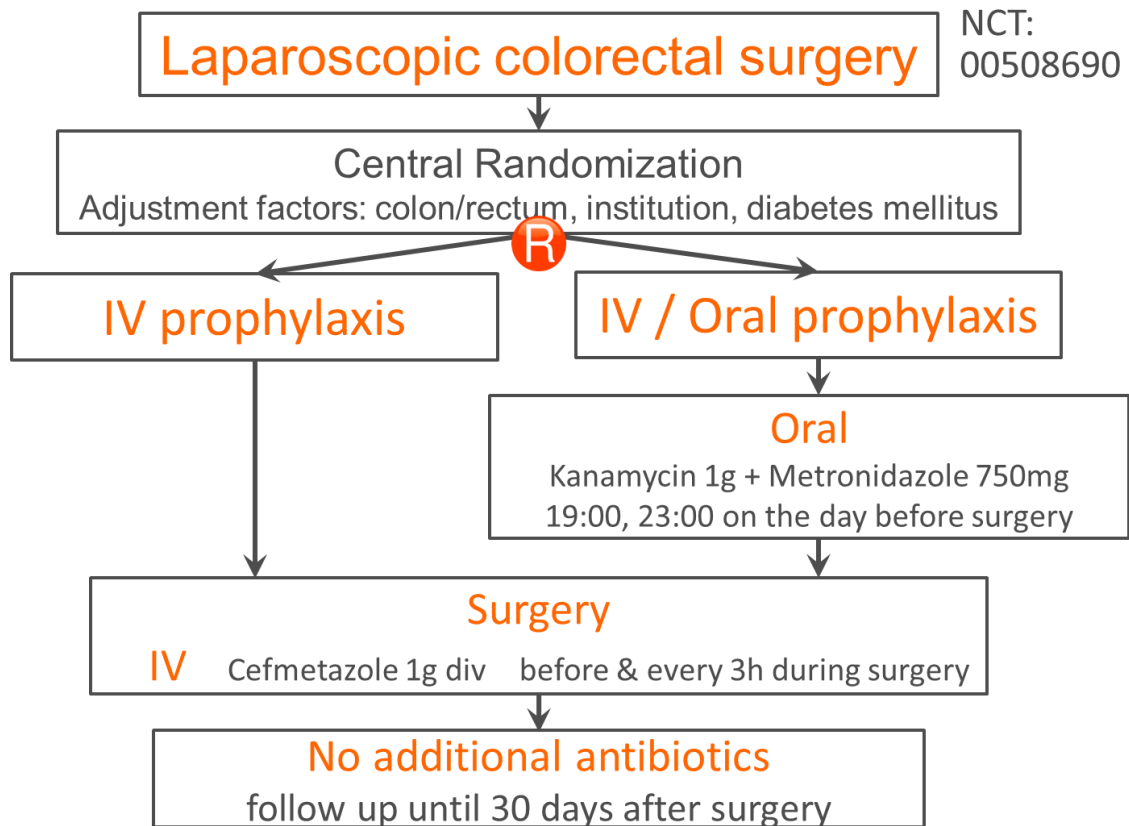 Laparoscopic colorectal surgery
NCT:
00508690
Central Randomization
Adjustment factors: colon/rectum, institution, diabetes mellitus
R
IV prophylaxis
IV / Oral prophylaxis
Oral
Kanamycin 1g + Metronidazole 750mg
19:00, 23:00 on the day before surgery
Surgery
IV Cefmetazole 1g div before & every 3h during surgery
No additional antibiotics
follow up until 30 days after surgery